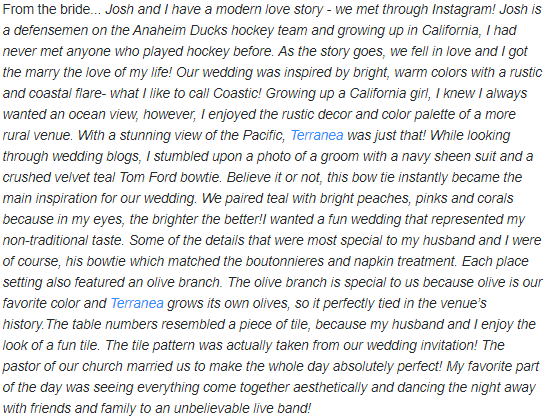 From the bride... Josh and I have a modern love story - we met through Instagram! Josh is
a defensemen on the Anaheim Ducks hockey team and growing up in California, I had
never met anyone who played hockey before. As the story goes, we fell in love and I got
the marry the love of my life! Our wedding was inspired by bright, warm colors with a rustic
and coastal flare- what I like to call Coastic! Growing up a California girl, I knew I always
wanted an ocean view, however, I enjoyed the rustic decor and color palette of a more
rural venue. With a stunning view of the Pacific, Terranea was just that! While looking
through wedding blogs, I stumbled upon a photo of a groom with a navy sheen suit and a
crushed velvet teal Tom Ford bowtie. Believe it or not, this bow tie instantly became the
main inspiration for our wedding. We paired teal with bright peaches, pinks and corals
because in my eyes, the brighter the better!I wanted a fun wedding that represented my
non-traditional taste. Some of the details that were most special to my husband and I were
of course, his bowtie which matched the boutonnieres and napkin treatment. Each place
setting also featured an olive branch. The olive branch is special to us because olive is our
favorite color and Terranea grows its own olives, so it perfectly tied in the venue's
history.The table numbers resembled a piece of tile, because my husband and I enjoy the
look of a fun tile. The tile pattern was actually taken from our wedding invitation! The
pastor of our church married us to make the whole day absolutely perfect! My favorite part
of the day was seeing everything come together aesthetically and dancing the night away
with friends and family to an unbelievable live band!